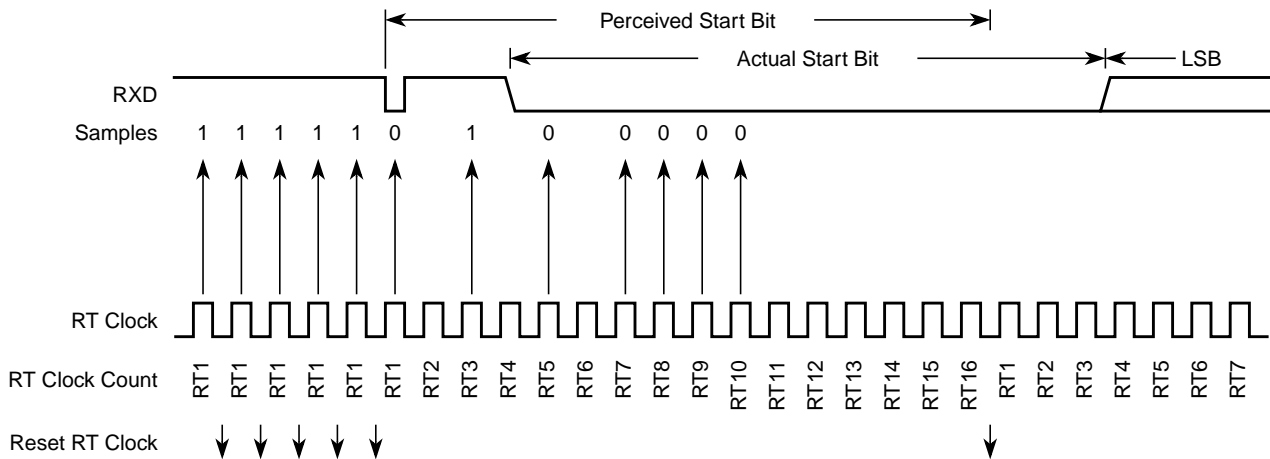 Perceived Start Bit
Actual Start Bit LSB
RXD
Samples 1 1 1 1 1 0 1 0 0 0 0 0
RT Clock
RT Clock Count RT1 RT1 RT1 RT1 RT1 RT1 RT2 RT3 RT4 RT5 RT6 RT7 RT8 RT9 RT10 RT11 RT12 RT13 RT14 RT15 RT16 RT1 RT2 RT3 RT4 RT5 RT6 RT7
Reset RT Clock